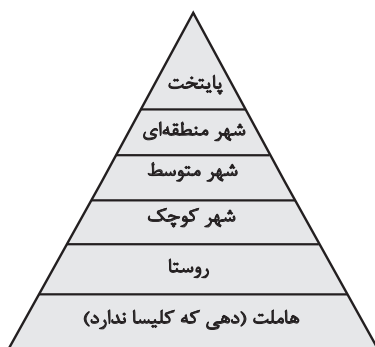 پایتخت
شهر منطقه‌ای
شهر متوسط
شهر کوچک
روستا
هاملت (دهی که کلیسا ندارد)